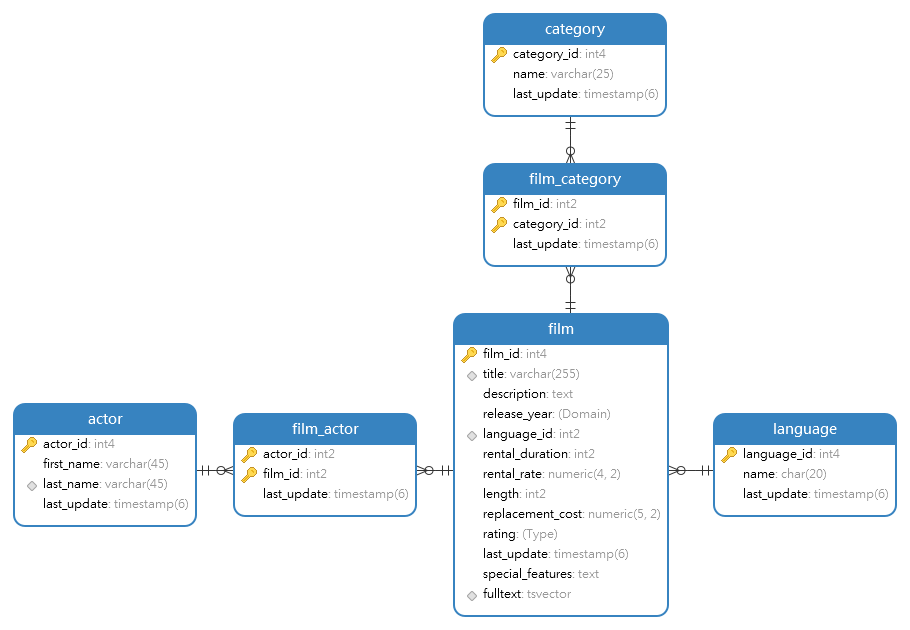 category
category_id: int4
name: varchar(25)
last_update: timestamp(6)
film_category
film_id: int2
category_id: int2
last_update: timestamp(6)
film
film_id: int4
title: varchar(255)
description: text
release_year: (Domain)
language_id: int2
rental_duration: int2
rental_rate: numeric(4, 2)
length: int2
replacement_cost: numeric(5, 2)
rating: (Type)
last_update: timestamp(6)
special_features: text
fulltext: tsvector
actor
actor_id: int4
first_name: varchar(45)
last_name: varchar(45)
last_update: timestamp(6)
film_actor
actor_id: int2
film_id: int2
last_update: timestamp(6)
language
language_id: int4
name: char(20)
last_update: timestamp(6)